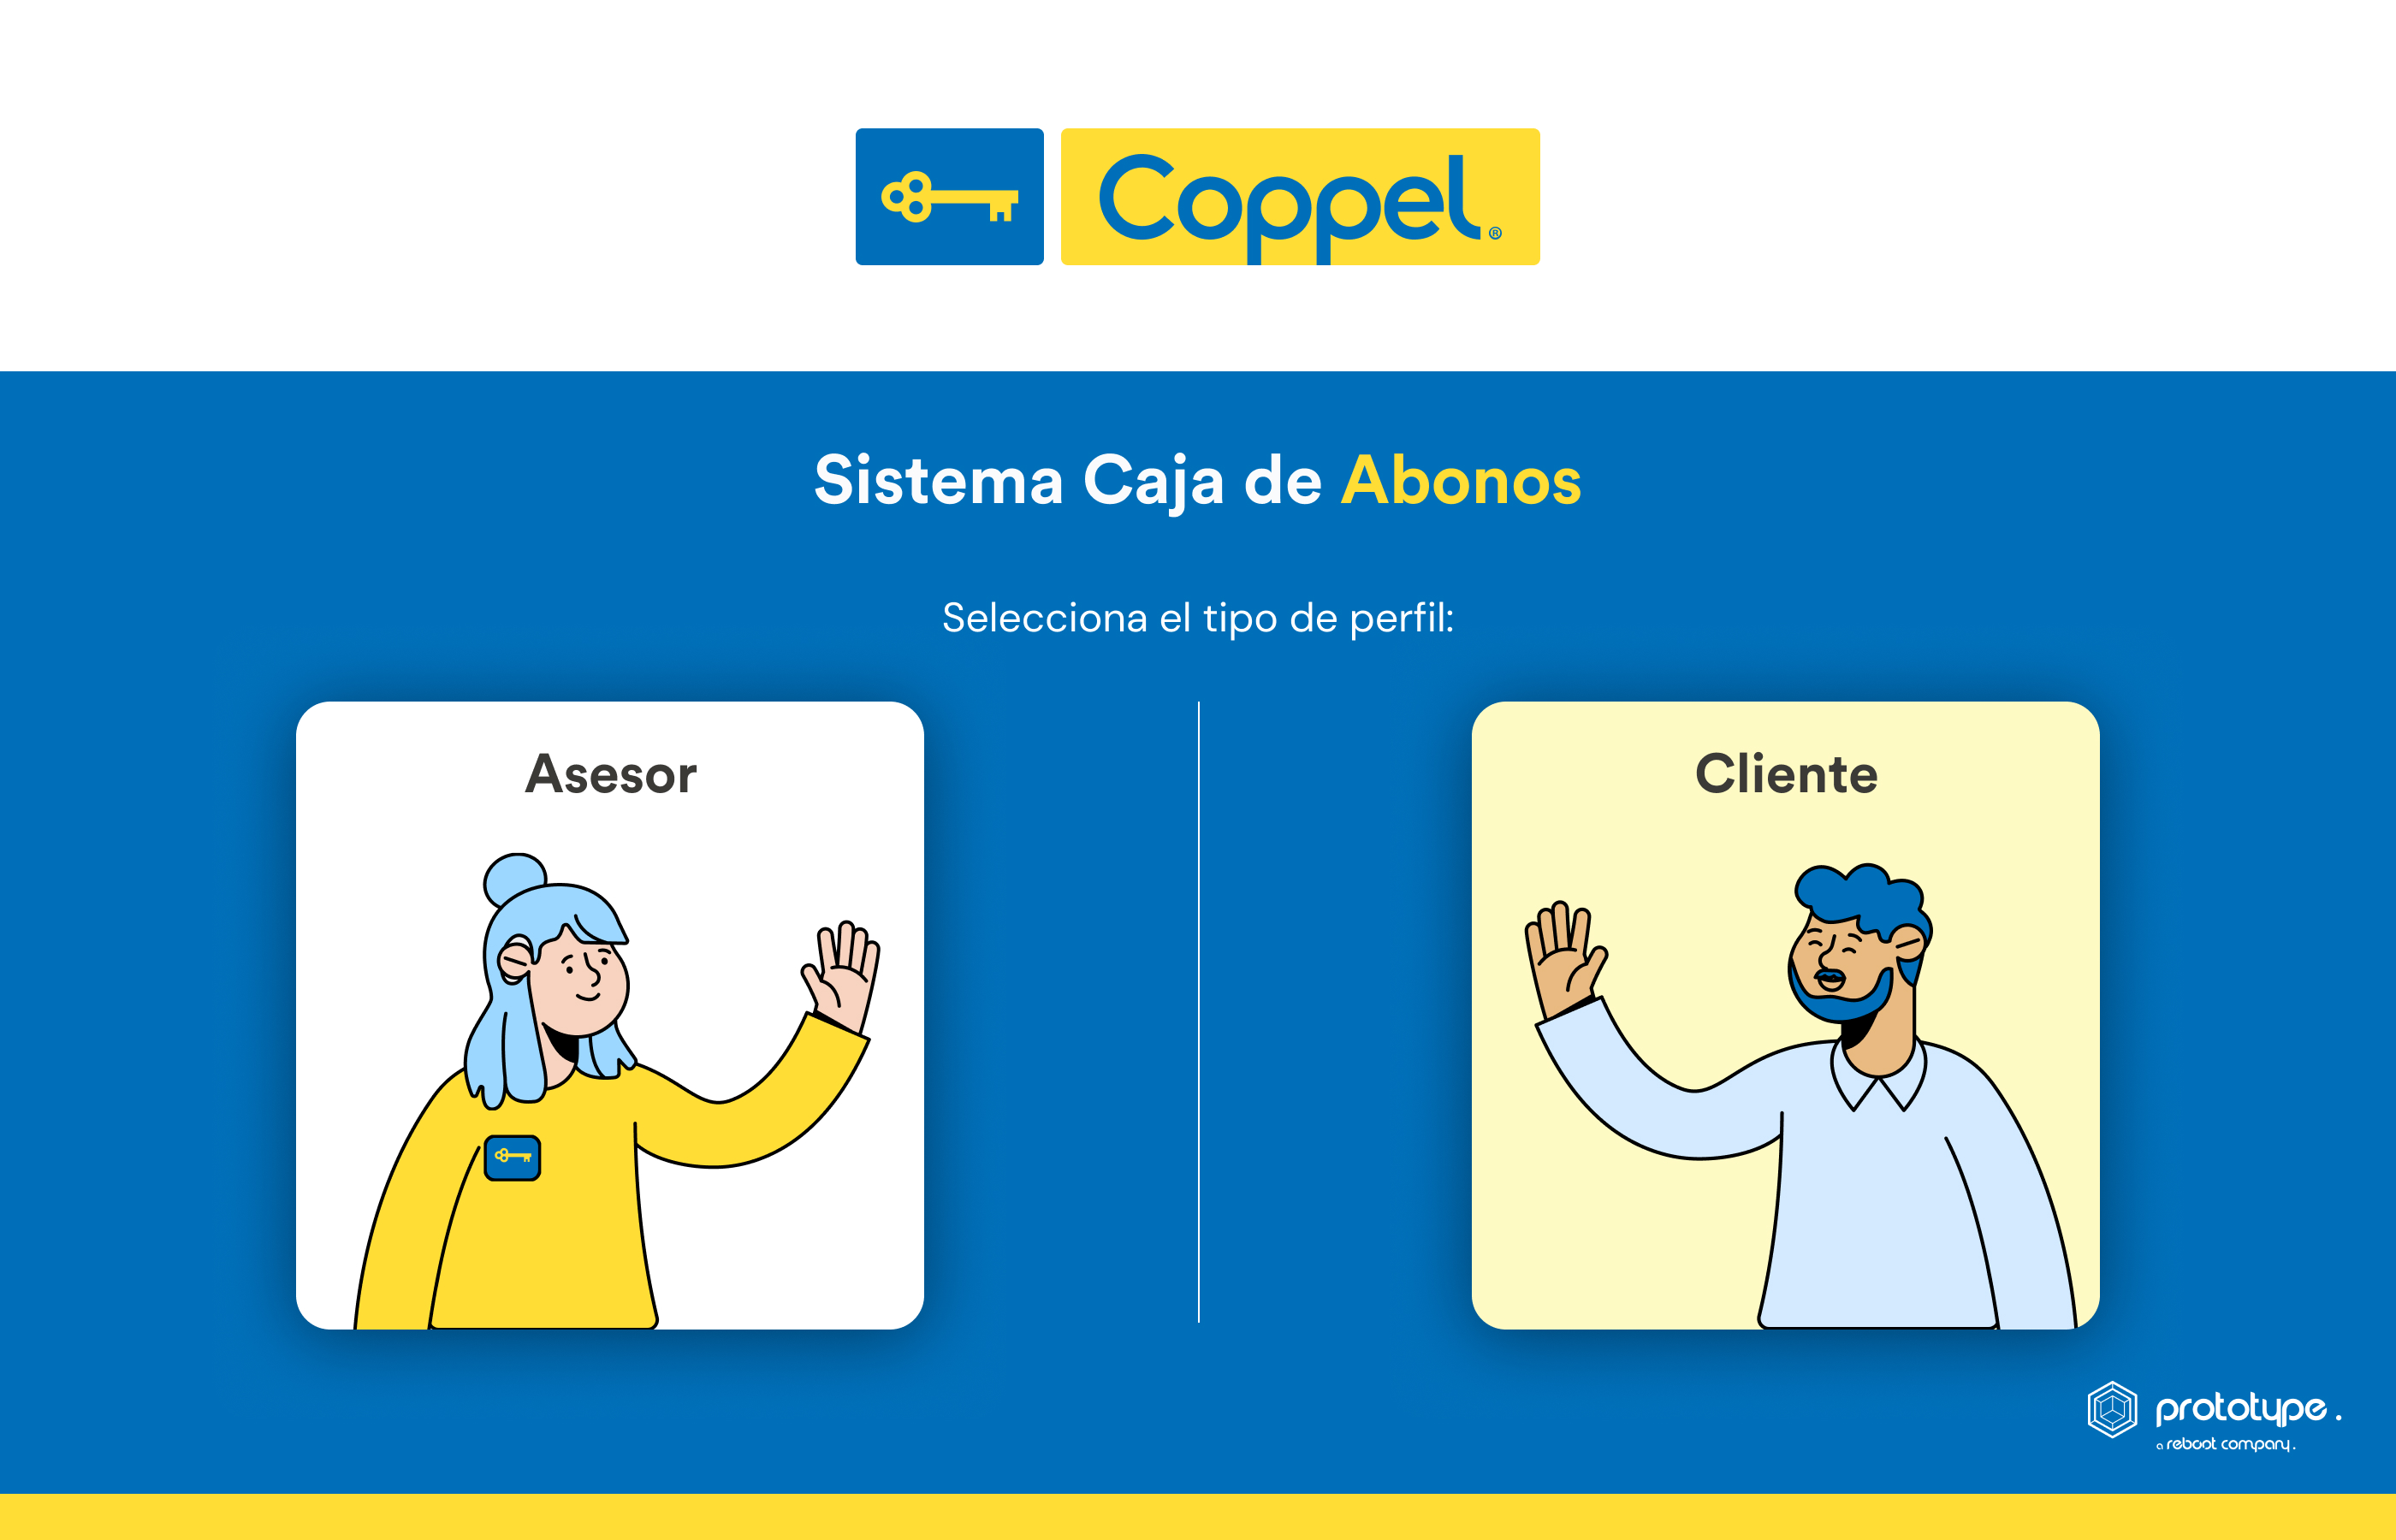 Coppel®
Sistema Caja de Abonos
Selecciona el tipo de perfil:
Asesor
Cliente
prototype.
a reboot company.